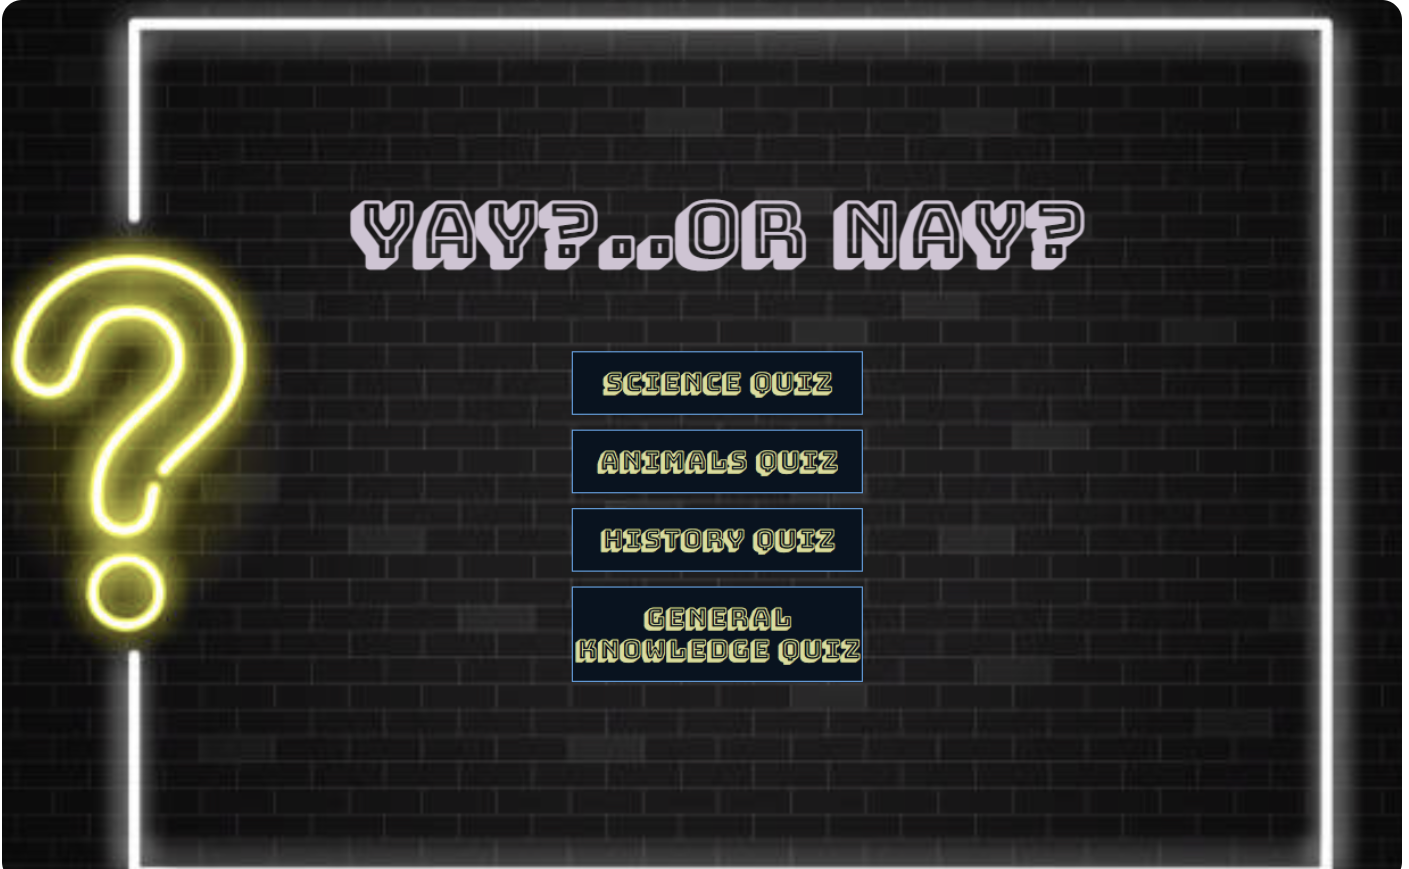 YAY?..OR NAY?
SCIENCE QUIZ
ANIMALS QUIZ
HISTORY QUIZ
GENERAL
KNOWLEDGE QUIZ